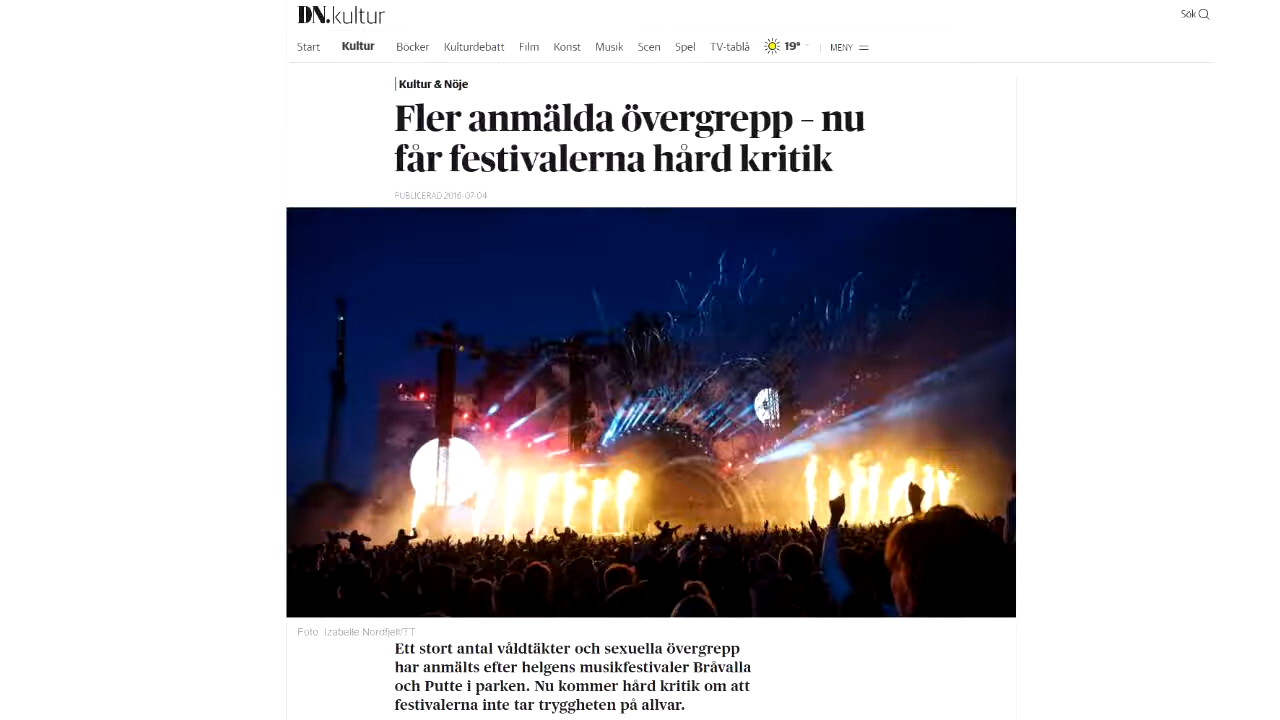 DN.kultur
Sök
Start Kultur Böcker Kulturdebatt Film Konst Musik Scen Spel TV-tablå 19° MENY
Kultur & Nöje
Fler anmälda övergrepp – nu
får festivalerna hård kritik
PUBLICERAD 2016-07-04
Foto Izabelle Nordfjell/TT
Ett stort antal våldtäkter och sexuella övergrepp
har anmälts efter helgens musikfestivaler Bråvalla
och Putte i parken. Nu kommer hård kritik om att
festivalerna inte tar tryggheten på allvar.